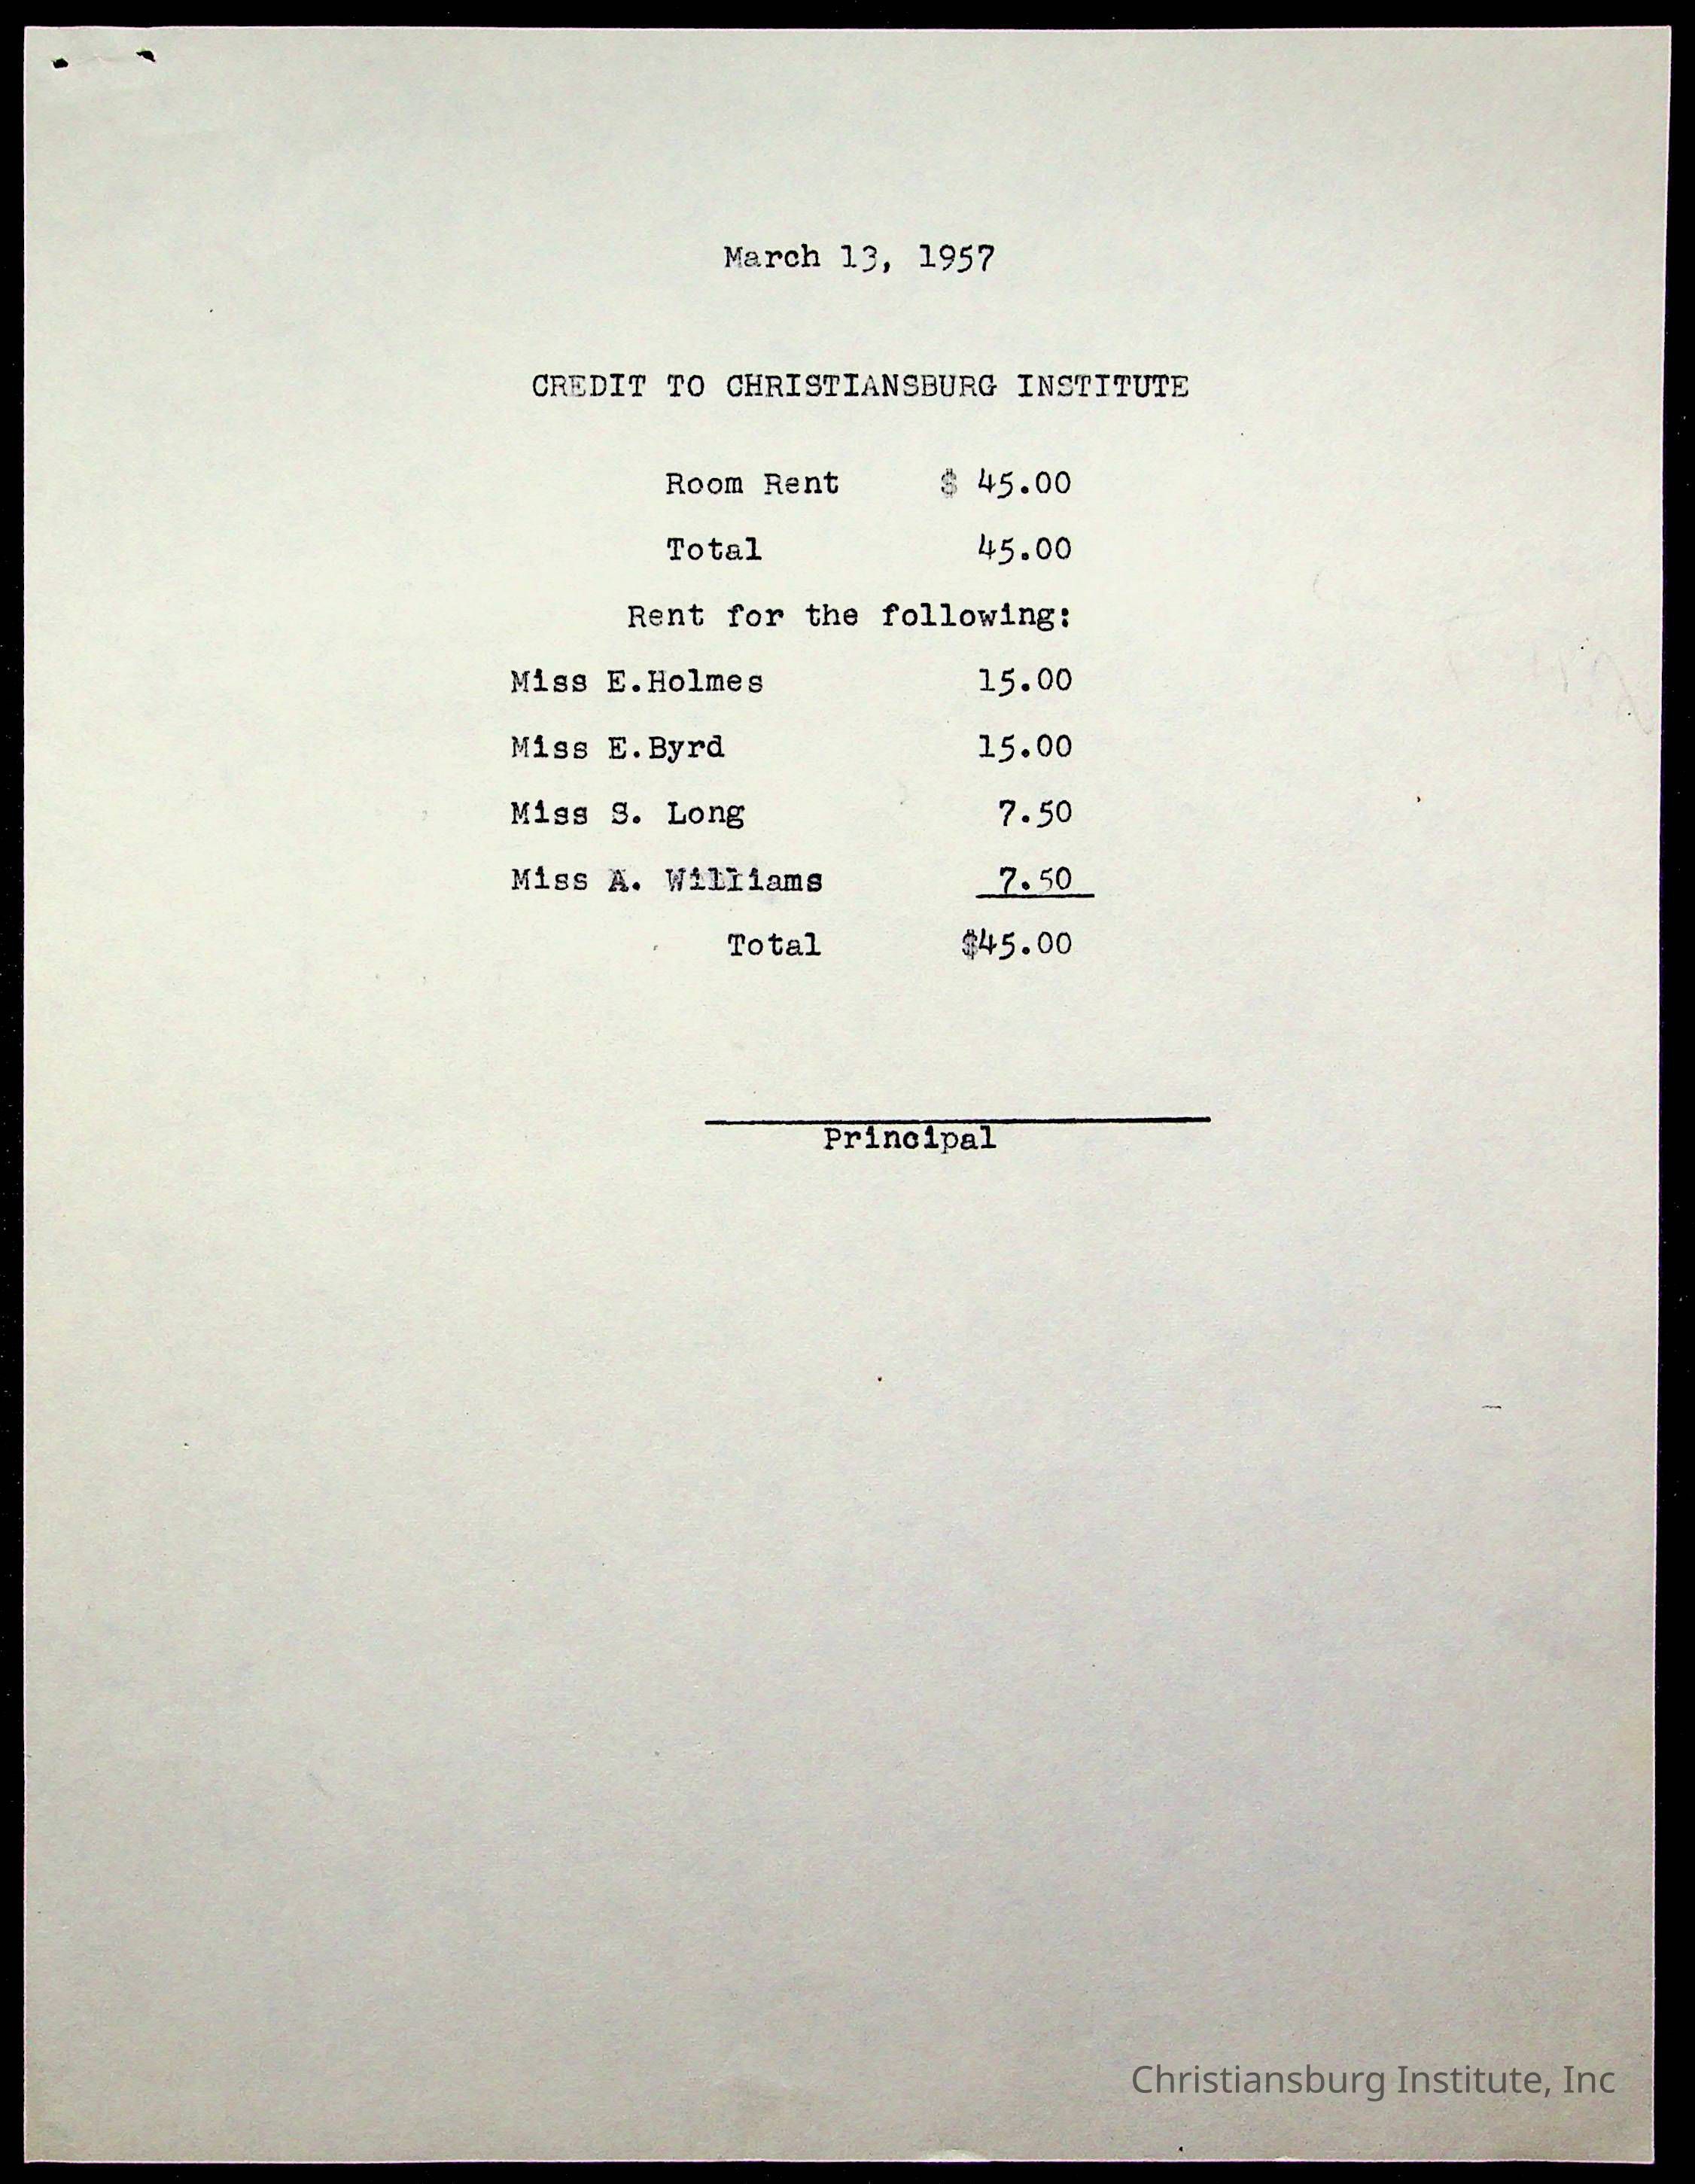 March 13, 1957
CREDIT TO CHRISTIANSBURG INSTITUTE
Room Rent $ 45.00
Total 45.00
Rent for the following:
Miss E.Holmes 15.00
Miss E.Byrd 15.00
Miss S. Long 7.50
Miss A. Williams 7.50
Total $45.00
Principal
Christiansburg Institute, Inc